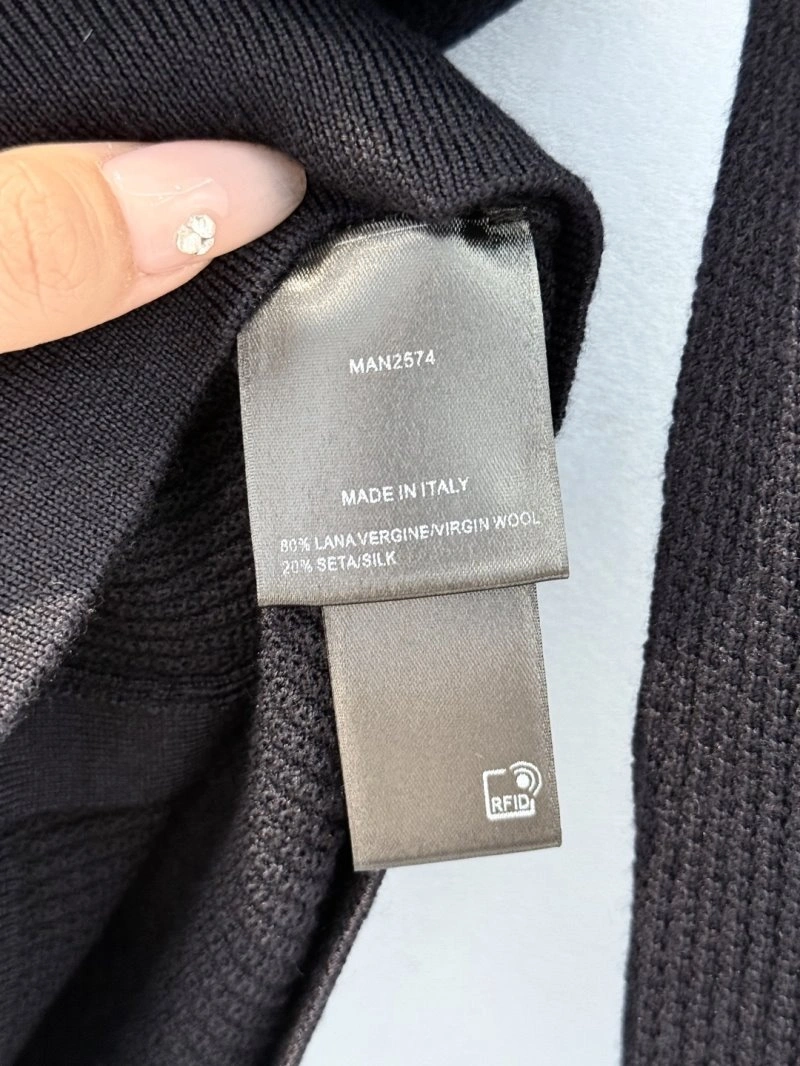 MAN2574
MADE IN ITALY
80% LANA VERGINE/VIRGIN WOOL
20% SETA/SILK
RFID